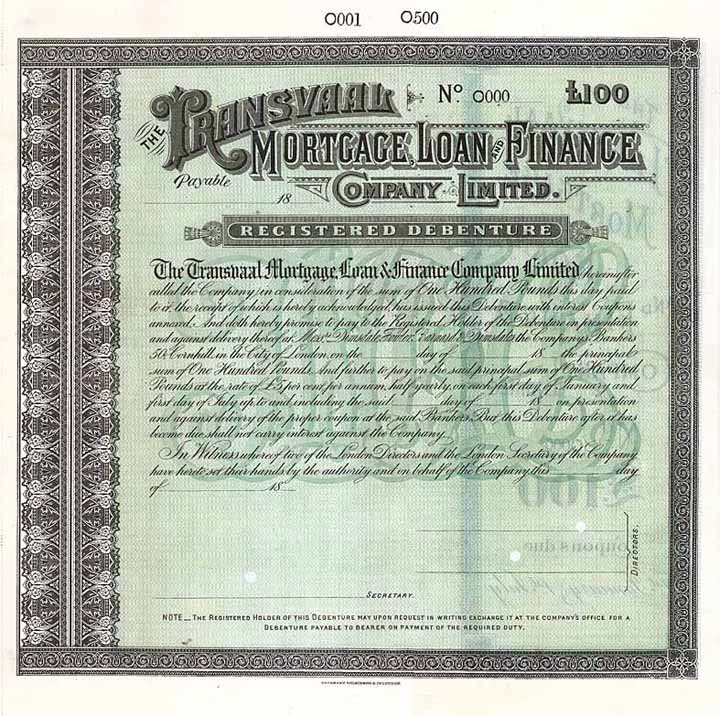 0001 0500
THE TRANSVAAL No. 0000 £100
MORTGAGE, LOAN AND FINANCE
Payable COMPANY LIMITED.
18
REGISTERED DEBENTURE
The Transvaal Mortgage, Loan & Finance Company Limited hereinafter
called the Company in consideration of the sum of One Hundred Pounds this day paid
to it the receipt of which is hereby acknowledged, has issued this Debenture with interest Coupons
annexed. And doth hereby promise to pay to the Registered Holder of the Debenture on presentation
and against delivery thereof at Messrs. Dimsdale, Fowler, & Dimsdale the Company's Bankers
50 Cornhill in the City of London, on the day of 18 the principal
sum of One Hundred Pounds. And further to pay on the said principal sum of One Hundred
Pounds at the rate of £5 per cent, per annum, half yearly, on each first day of January and
first day of July up to and including the said day of 18 on presentation
and against delivery of the proper coupon at the said Bankers. But this Debenture after it has
become due, shall not carry interest against the Company.
In Witness whereof two of the London Directors and the London Secretary of the Company
have hereto set their hands by the authority and on behalf of the Company this day
of 18
DIRECTORS.
SECRETARY.
NOTE_ THE REGISTERED HOLDER OF THIS DEBENTURE MAY UPON REQUEST IN WRITING EXCHANGE IT AT THE COMPANY'S OFFICE FOR A
DEBENTURE PAYABLE TO BEARER ON PAYMENT OF THE REQUIRED DUTY.